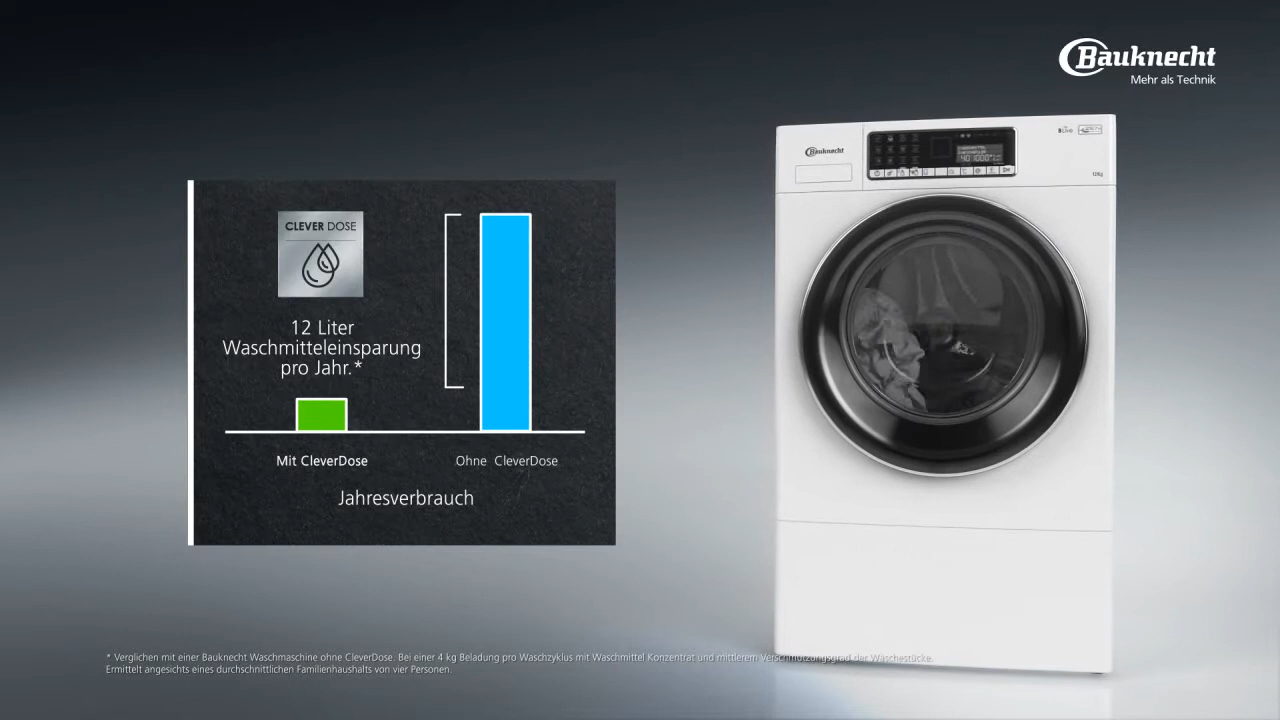 Bauknecht
Mehr als Technik
Bauknecht
CLEVER DOSE
12 Liter
Waschmitteleinsparung
pro Jahr.*
Mit CleverDose
Ohne CleverDose
Jahresverbrauch
* Verglichen mit einer Bauknecht Waschmaschine ohne CleverDose. Bei einer 4 kg Beladung pro Waschzyklus mit Waschmittel Konzentrat und mittlerem Verschmutzungsgrad der Wäschestücke.
Ermittelt angesichts eines durchschnittlichen Familienhaushalts von vier Personen.